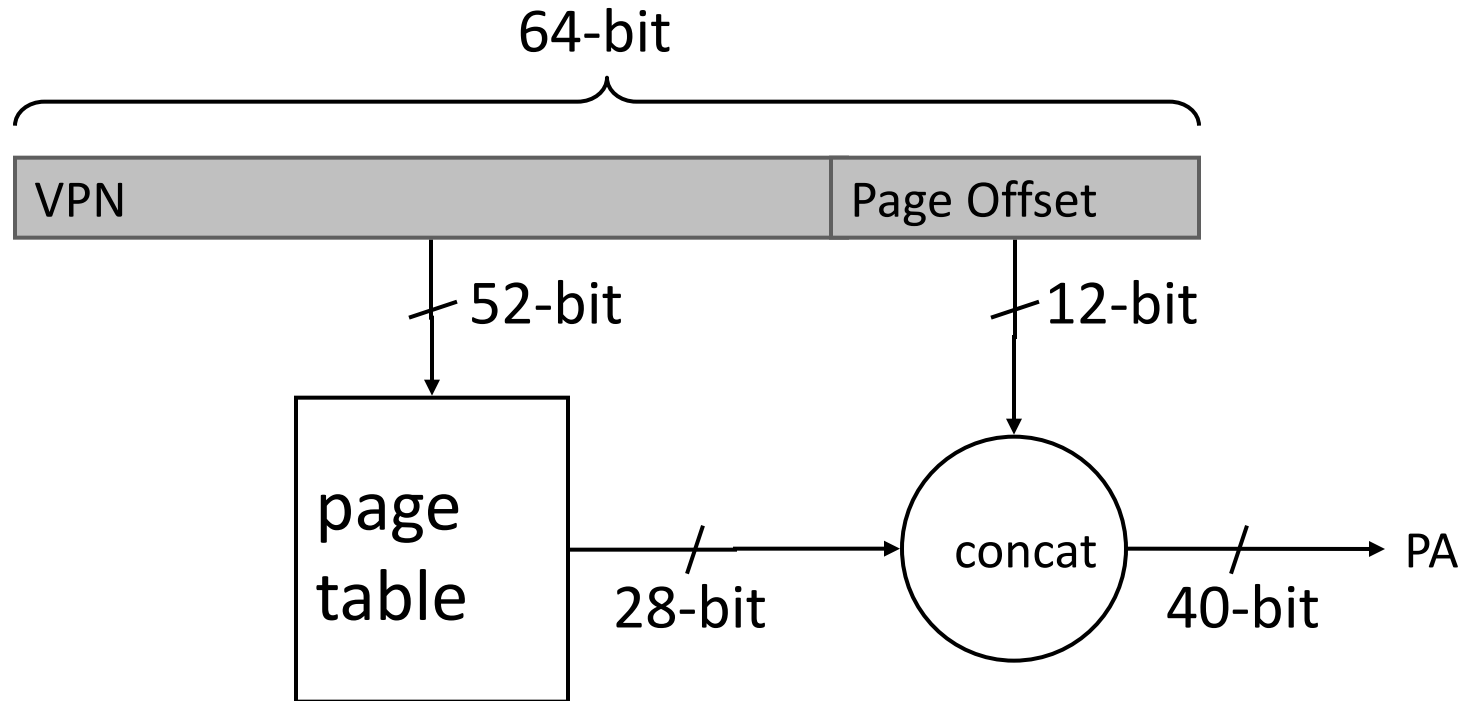 64-bit
VPN
Page Offset
52-bit
12-bit
page
table
28-bit
concat
40-bit
PA